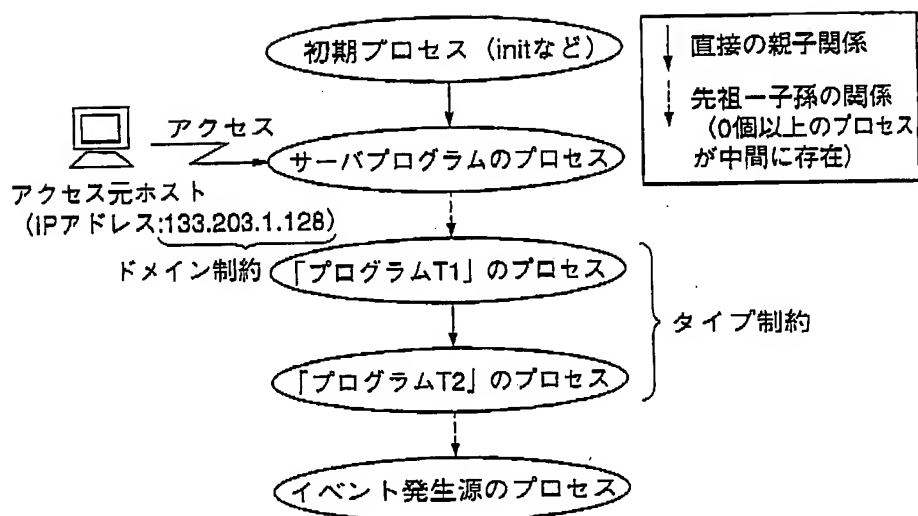 初期プロセス（initなど）
直接の親子関係
先祖ー子孫の関係
（0個以上のプロセス
が中間に存在）
アクセス
サーバプログラムのプロセス
アクセス元ホスト
（IPアドレス:133.203.1.128）
ドメイン制約
「プログラムT1」のプロセス
タイプ制約
「プログラムT2」のプロセス
イベント発生源のプロセス